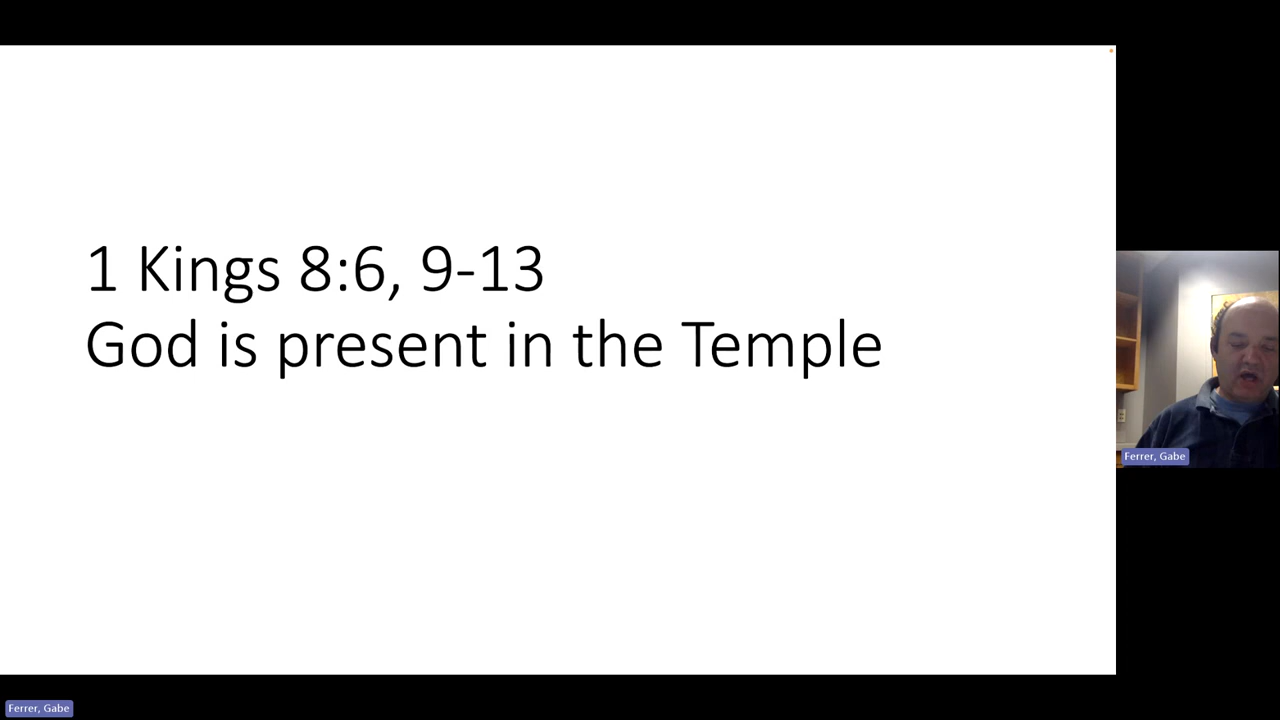 1 Kings 8:6, 9-13
God is present in the Temple
Ferrer, Gabe
Ferrer, Gabe